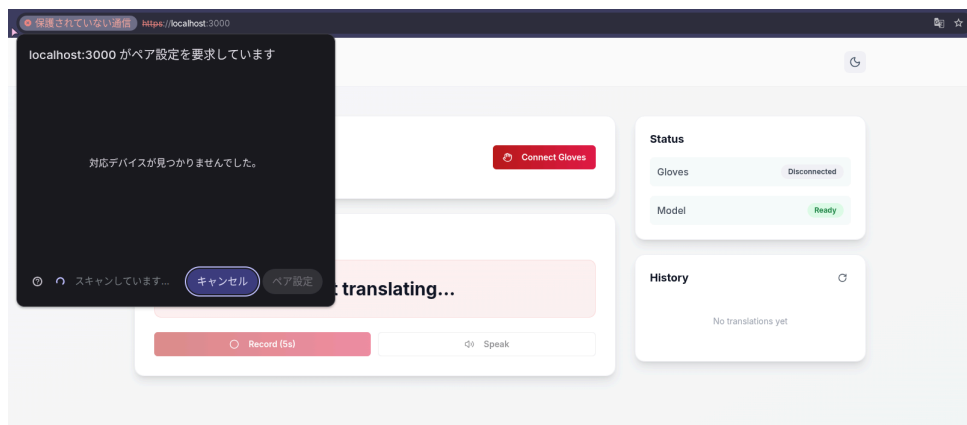 保護されていない通信 https://localhost:3000
localhost:3000 がペア設定を要求しています
対応デバイスが見つかりませんでした。
スキャンしています...
キャンセル
ペア設定
Connect Gloves
translating...
Record (5s)
Speak
Status
Gloves
Disconnected
Model
Ready
History
No translations yet